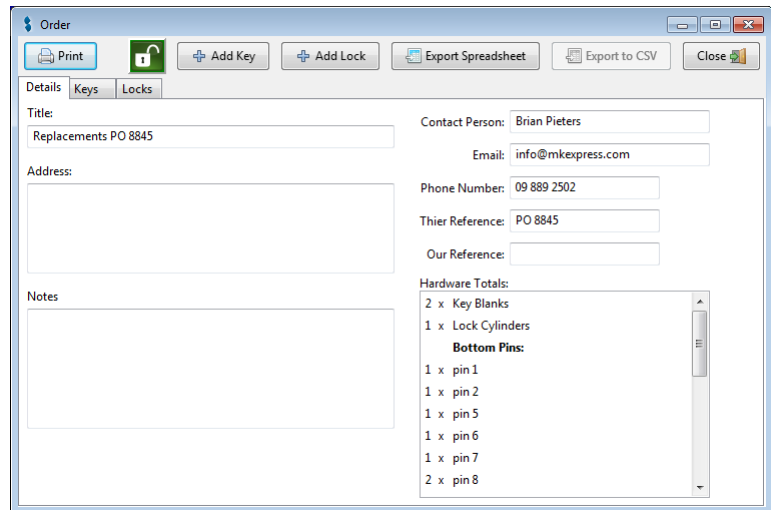 Order
Print
Add Key
Add Lock
Export Spreadsheet
Export to CSV
Close
Details
Keys
Locks
Title:
Replacements PO 8845
Address:
Notes
Contact Person: Brian Pieters
Email: info@mkexpress.com
Phone Number: 09 889 2502
Thier Reference: PO 8845
Our Reference:
Hardware Totals:
2 x Key Blanks
1 x Lock Cylinders
Bottom Pins:
1 x pin 1
1 x pin 2
1 x pin 5
1 x pin 6
1 x pin 7
2 x pin 8